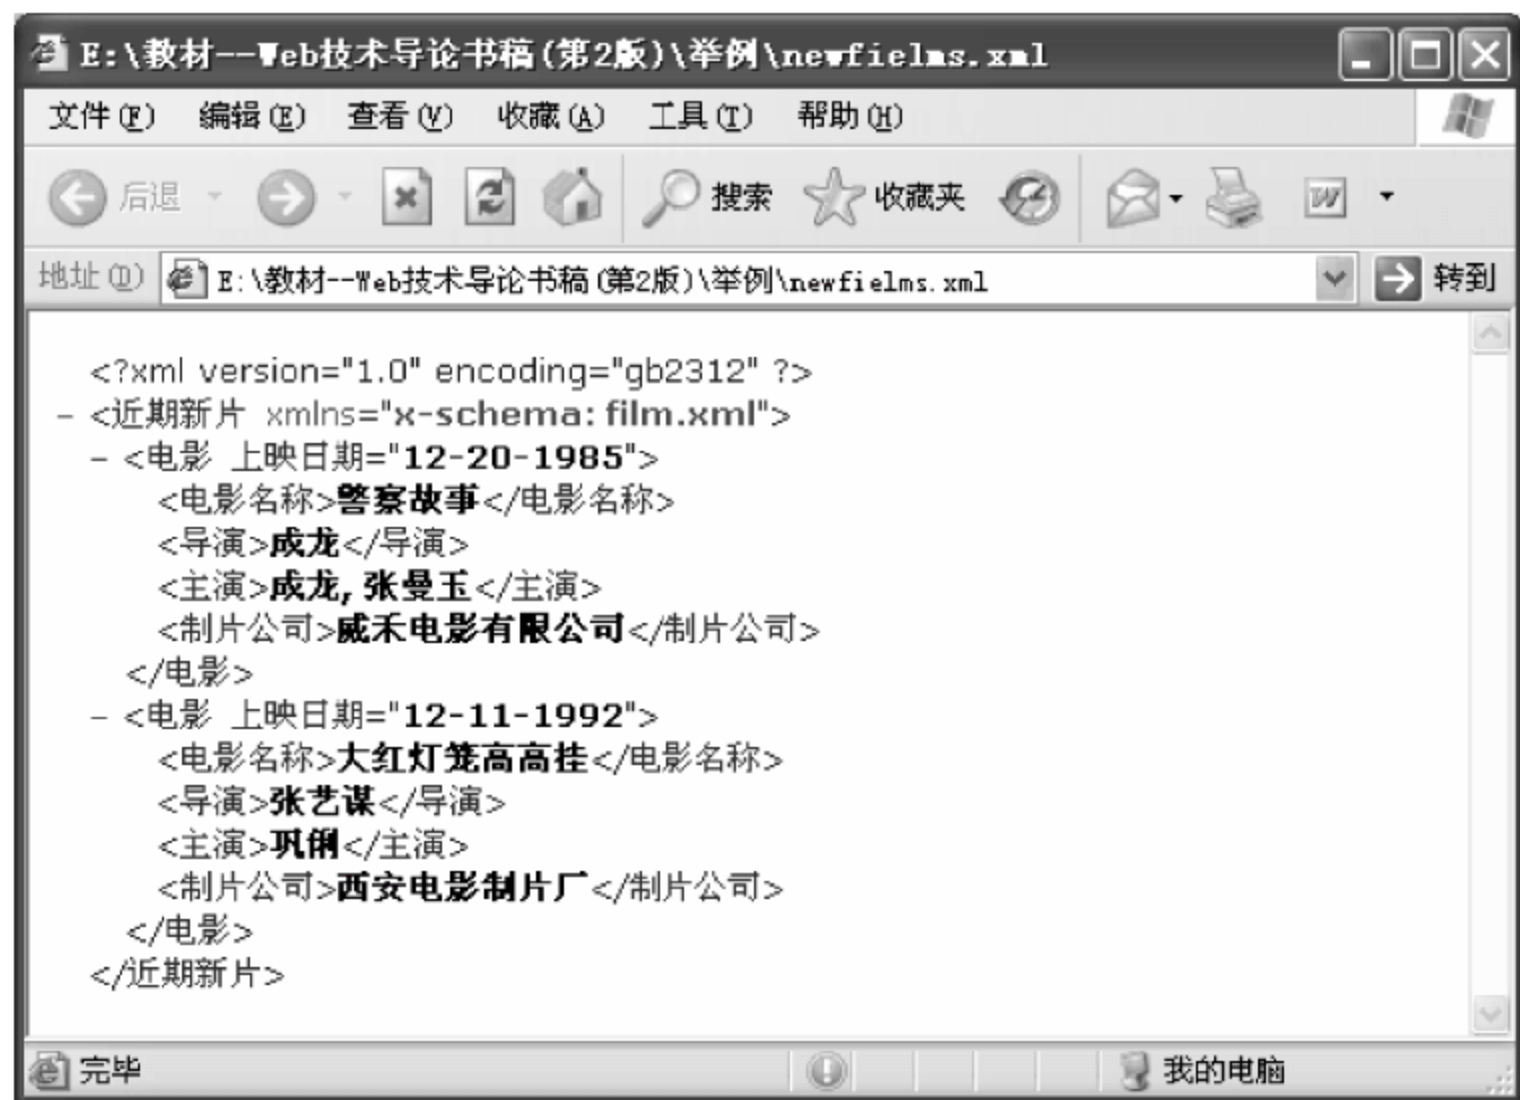 E:\教材--Web技术导论书稿(第2版)\举例\newfielms.xml
文件(F) 编辑(E) 查看(V) 收藏(A) 工具(T) 帮助(H)
后退 搜索 收藏夹 W
地址(D) E:\教材--Web技术导论书稿(第2版)\举例\newfielms.xml 转到
<?xml version="1.0" encoding="gb2312" ?>
- <近期新片 xmlns="x-schema: film.xml">
- <电影 上映日期="12-20-1985">
<电影名称>警察故事</电影名称>
<导演>成龙</导演>
<主演>成龙, 张曼玉</主演>
<制片公司>威禾电影有限公司</制片公司>
</电影>
- <电影 上映日期="12-11-1992">
<电影名称>大红灯笼高高挂</电影名称>
<导演>张艺谋</导演>
<主演>巩俐</主演>
<制片公司>西安电影制片厂</制片公司>
</电影>
</近期新片>
完毕 我的电脑